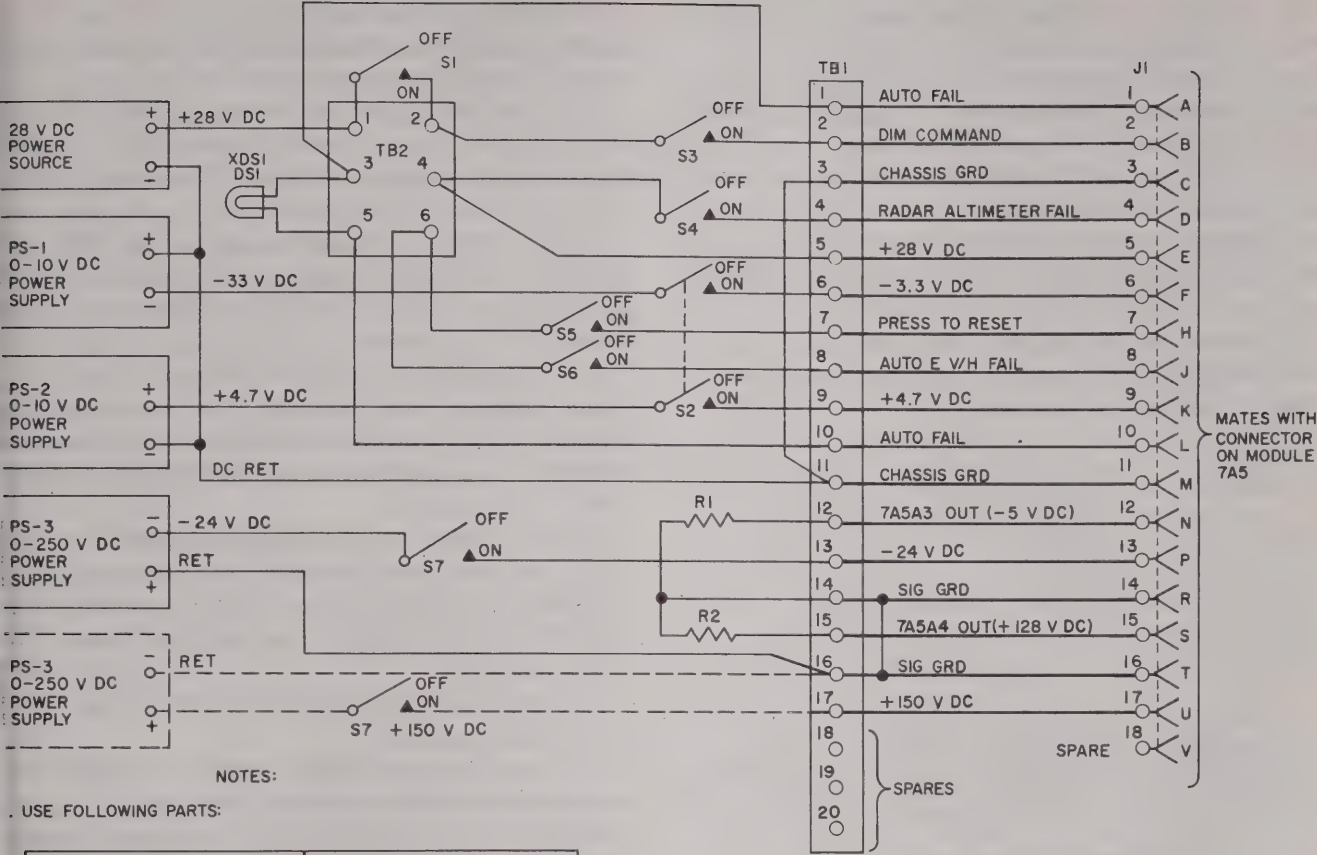 OFF
S1
ON
TB1
J1
28 V DC
POWER
SOURCE
+
-
+28 V DC
1
2
3
TB2
4
5
6
XDS1
DS1
OFF
ON
S3
OFF
ON
S4
PS-1
0-10 V DC
POWER
SUPPLY
+
-
-33 V DC
OFF
ON
OFF
ON
S5
OFF
ON
S6
PS-2
0-10 V DC
POWER
SUPPLY
+
-
+4.7 V DC
OFF
ON
S2
DC RET
PS-3
0-250 V DC
POWER
SUPPLY
-
+
-24 V DC
RET
OFF
ON
S7
R1
R2
PS-3
0-250 V DC
POWER
SUPPLY
-
+
RET
OFF
ON
S7 +150 V DC
1 AUTO FAIL 1 A
2 DIM COMMAND 2 B
3 CHASSIS GRD 3 C
4 RADAR ALTIMETER FAIL 4 D
5 +28 V DC 5 E
6 -3.3 V DC 6 F
7 PRESS TO RESET 7 H
8 AUTO E V/H FAIL 8 J
9 +4.7 V DC 9 K
10 AUTO FAIL 10 L
11 CHASSIS GRD 11 M
12 7A5A3 OUT (-5 V DC) 12 N
13 -24 V DC 13 P
14 SIG GRD 14 R
15 7A5A4 OUT(+128 V DC) 15 S
16 SIG GRD 16 T
17 +150 V DC 17 U
18 SPARE 18 V
19
20
SPARES
MATES WITH
CONNECTOR
ON MODULE
7A5
NOTES:
. USE FOLLOWING PARTS: